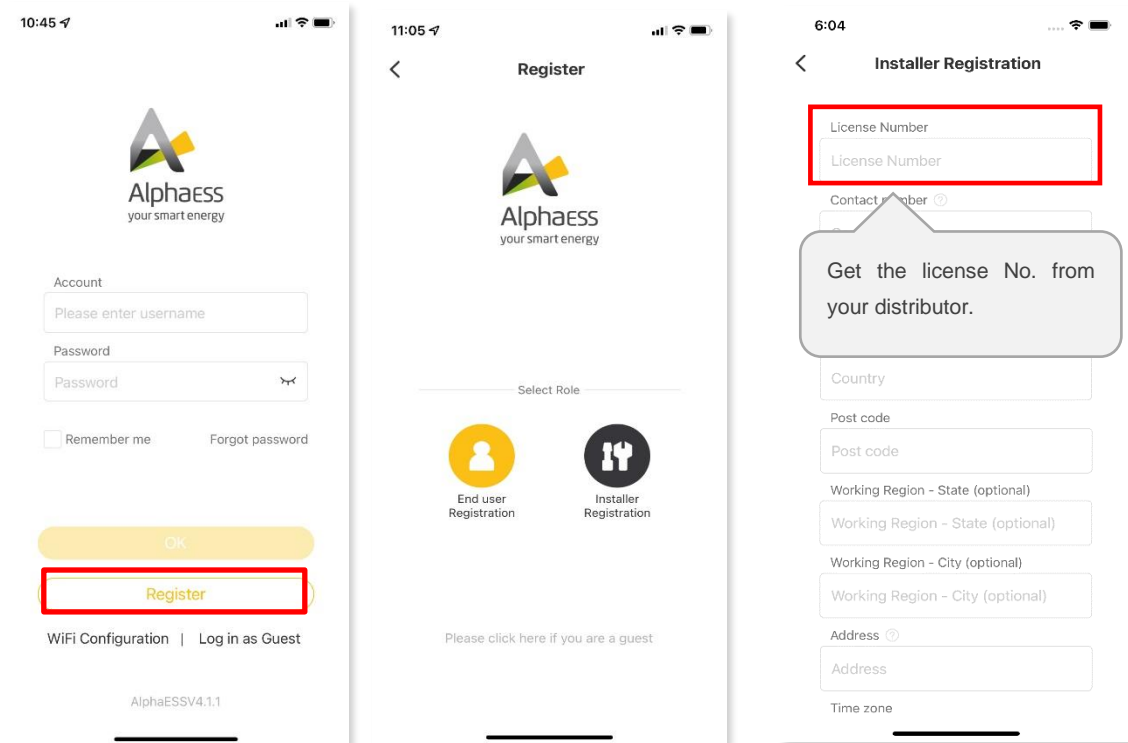 10:45
AlphaESS
your smart energy
Account
Please enter username
Password
Password
Remember me
Forgot password
OK
Register
WiFi Configuration | Log in as Guest
AlphaESSV4.1.1
11:05
Register
AlphaESS
your smart energy
Select Role
End user
Registration
Installer
Registration
Please click here if you are a guest
6:04
Installer Registration
License Number
License Number
Contact
Get the license No. from
your distributor.
Country
Post code
Post code
Working Region - State (optional)
Working Region - State (optional)
Working Region - City (optional)
Working Region - City (optional)
Address
Address
Time zone